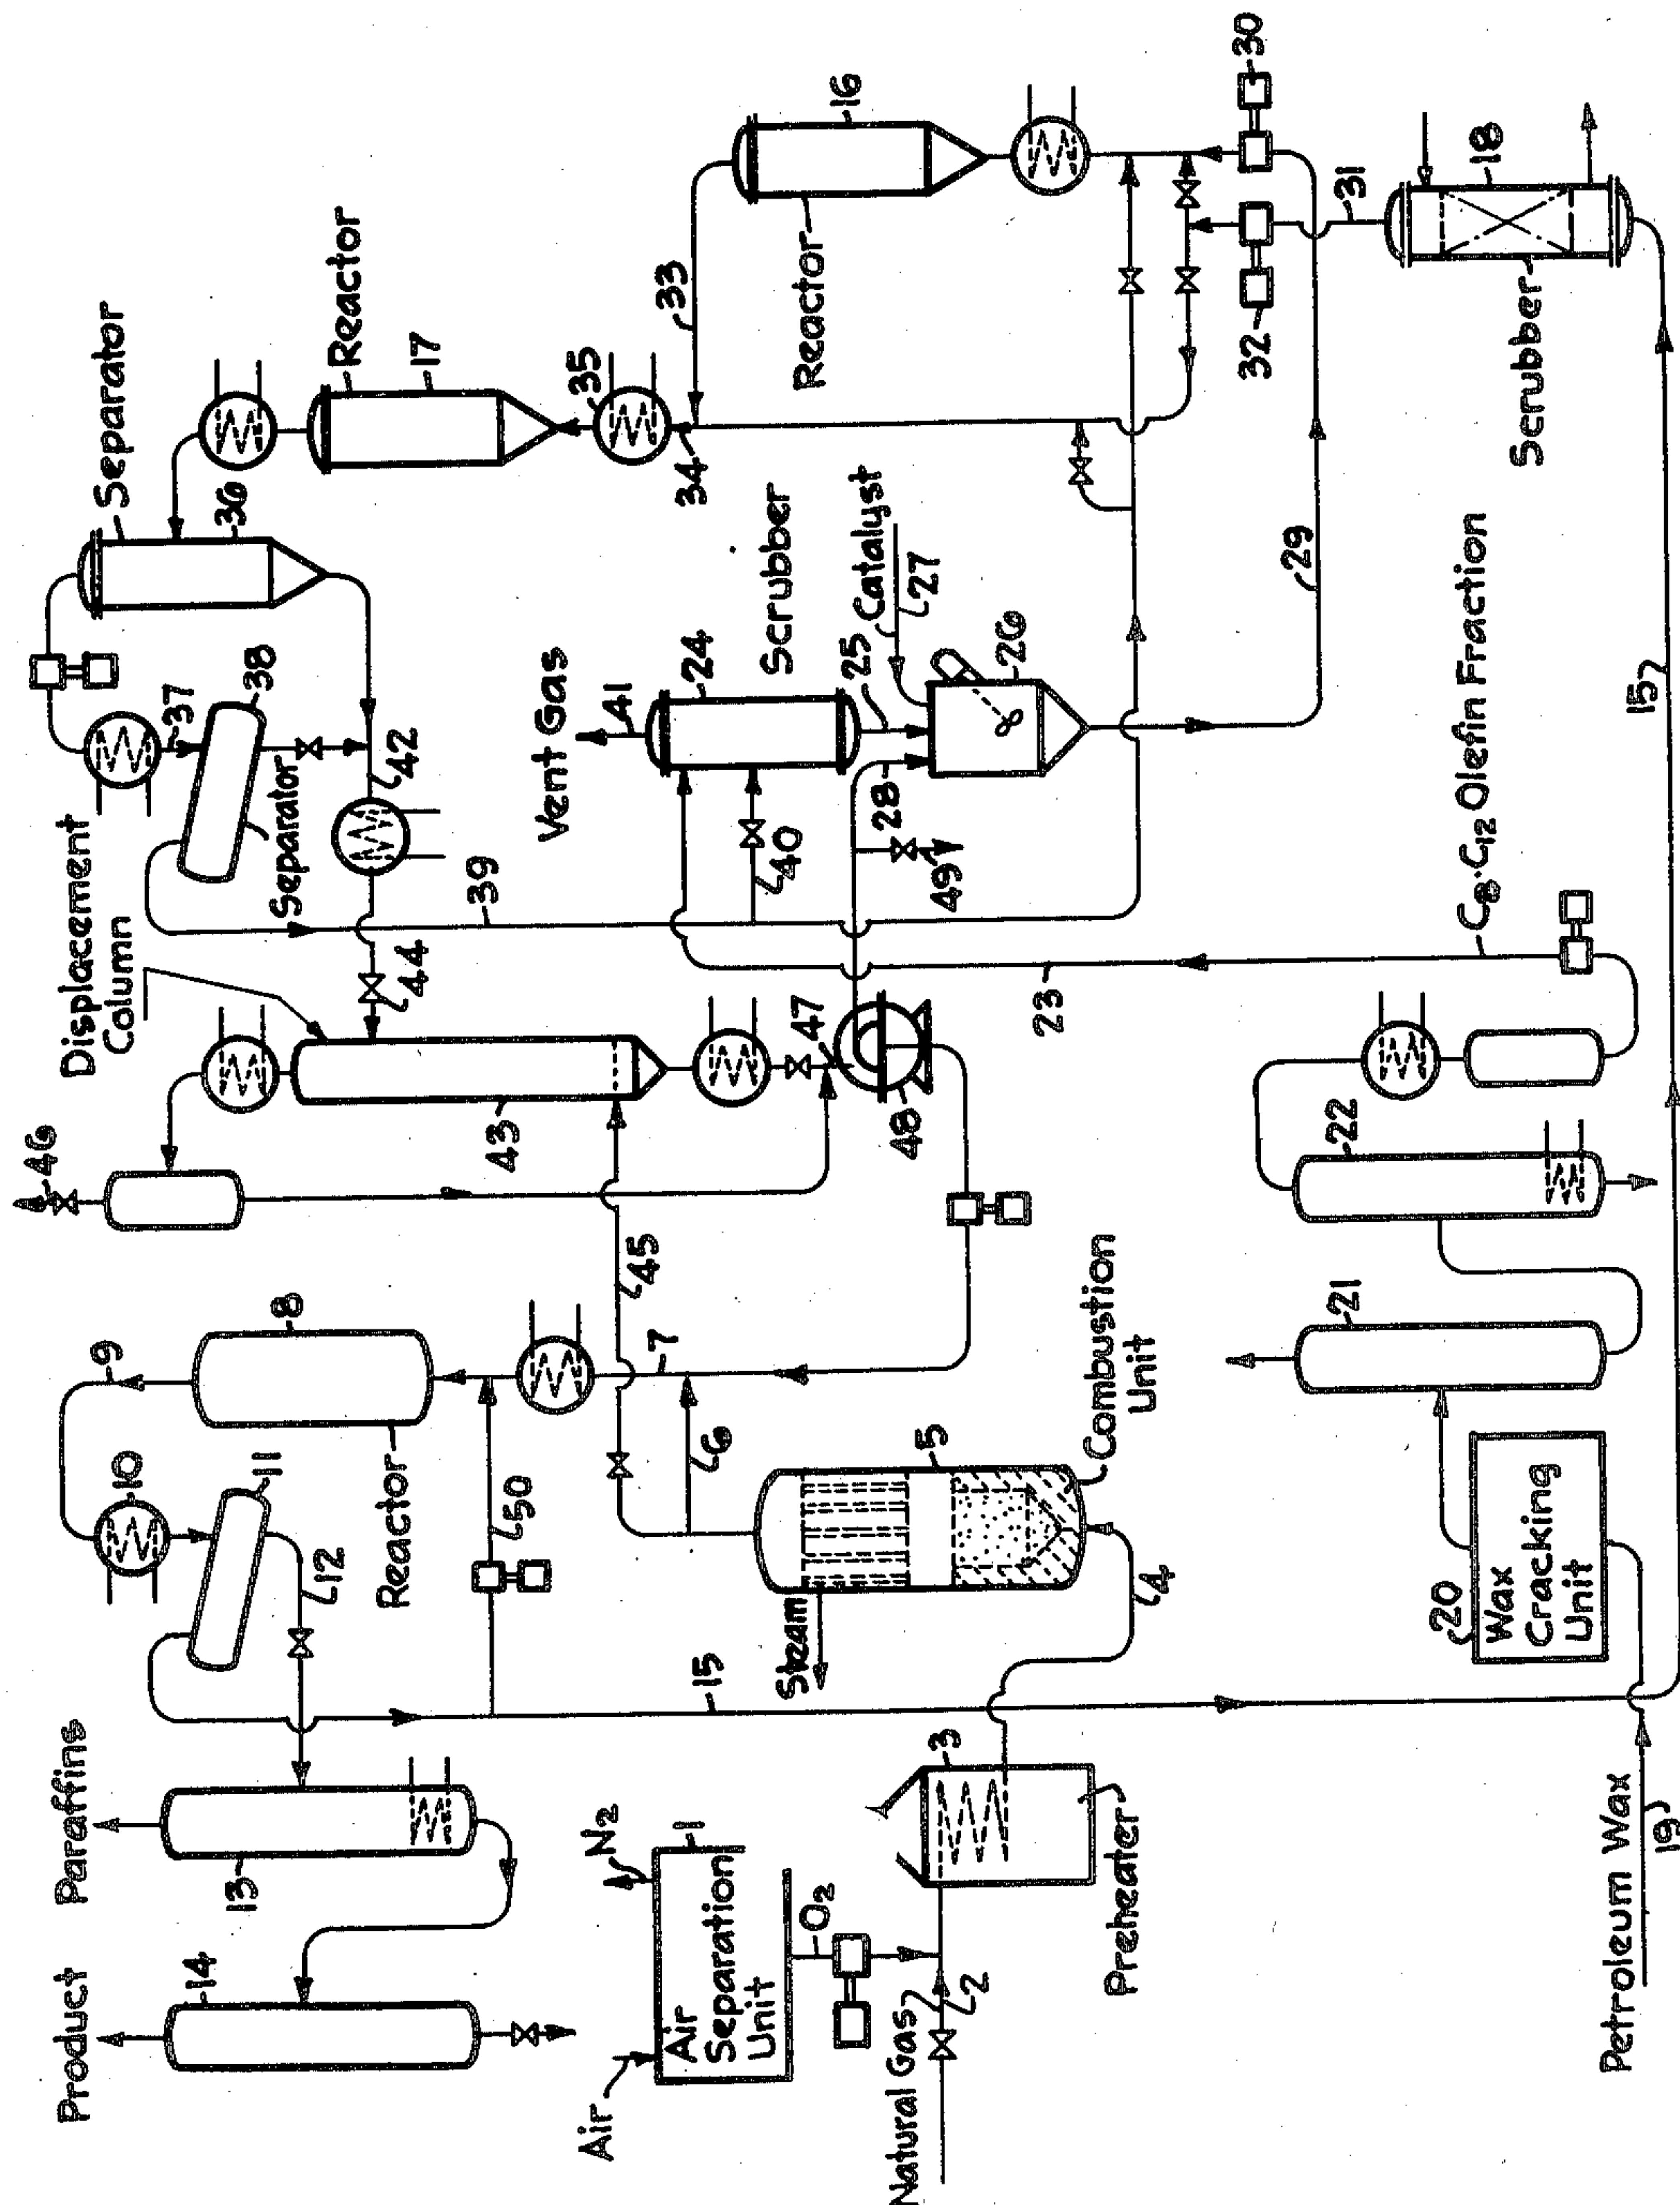 Product
Paraffins
14
13
Air
N2
1
Air
Separation
Unit
O2
Natural Gas
2
3
Preheater
Petroleum Wax
19
9
10
11
12
8
Reactor
50
15
Steam
7
6
5
4
Combustion
Unit
20
Wax
Cracking
Unit
21
22
46
45
Displacement
Column
43
44
47
48
39
23
C8-C12 Olefin Fraction
Separator
36
37
38
Separator
42
Vent Gas
41
24
Scrubber
40
25
Catalyst
27
28
26
49
29
15
Reactor
17
35
34
33
Reactor
16
30
32
31
18
Scrubber